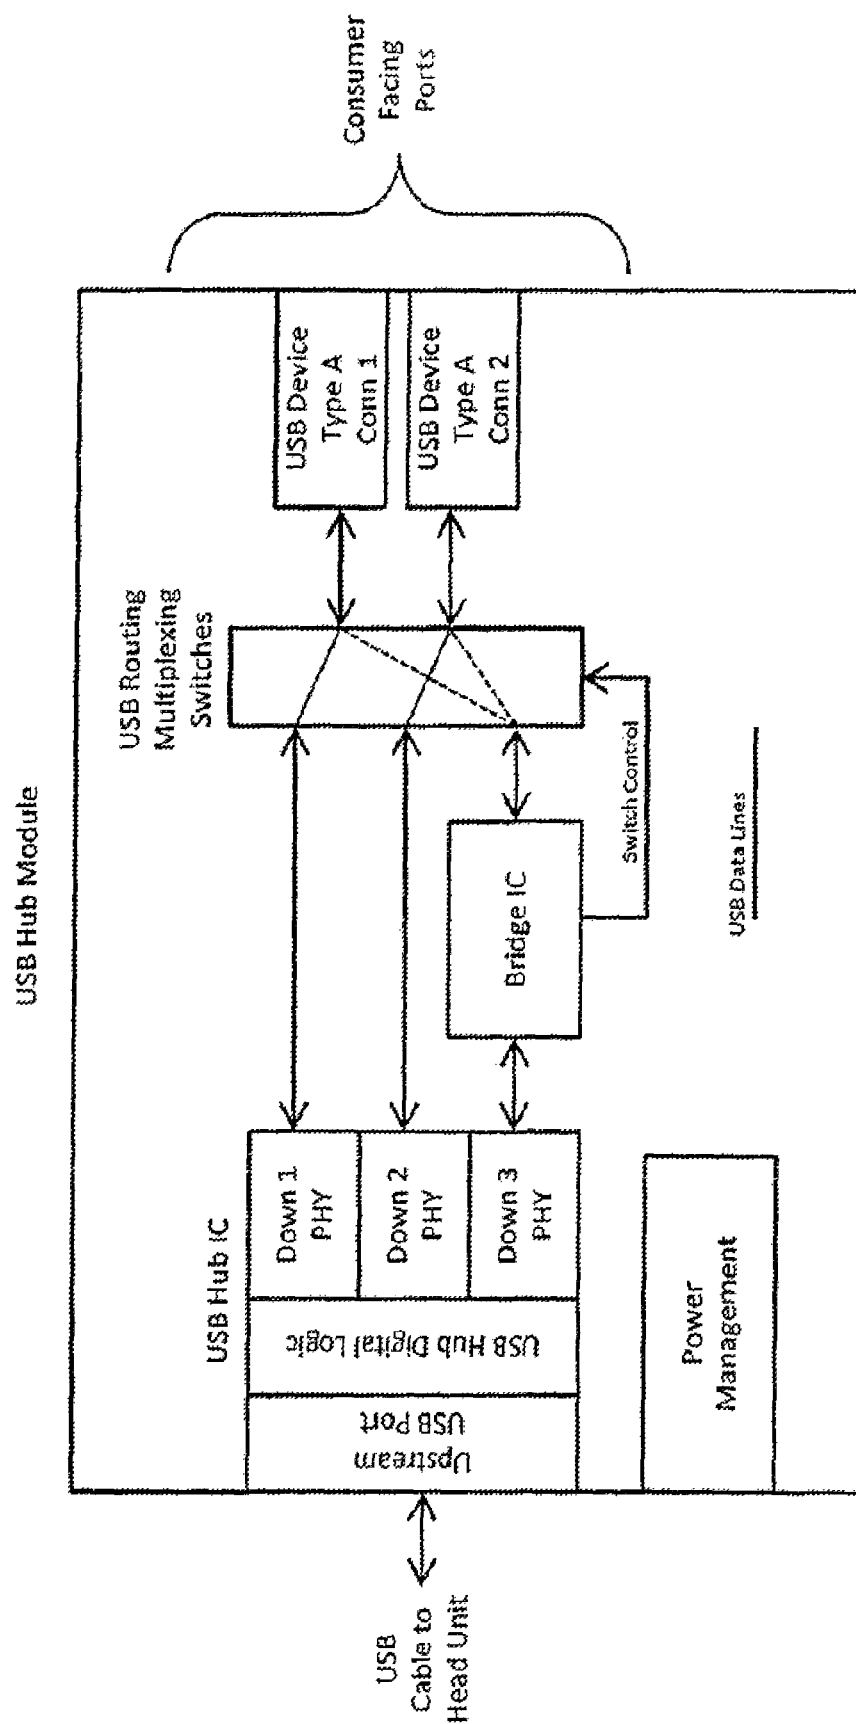 USB Hub Module
USB
Cable to
Head Unit
USB Hub IC
Upstream
USB Port
USB Hub Digital Logic
Down 1
PHY
Down 2
PHY
Down 3
PHY
Bridge IC
Switch Control
USB Routing
Multiplexing
Switches
USB Device
Type A
Conn 1
USB Device
Type A
Conn 2
Consumer
Facing
Ports
Power
Management
USB Data Lines